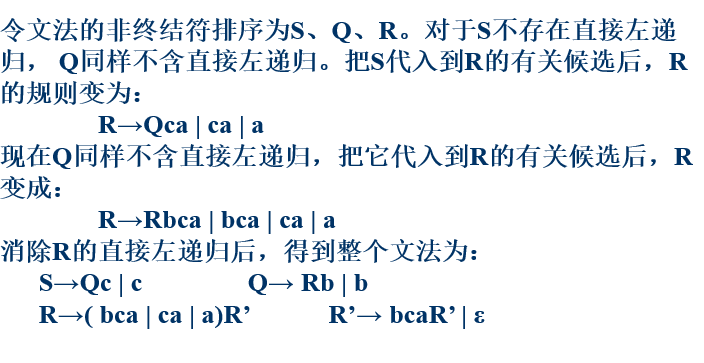 令文法的非终结符排序为S、Q、R。对于S不存在直接左递
归， Q同样不含直接左递归。把S代入到R的有关候选后，R
的规则变为：
R→Qca | ca | a
现在Q同样不含直接左递归，把它代入到R的有关候选后，R
变成：
R→Rbca | bca | ca | a
消除R的直接左递归后，得到整个文法为：
S→Qc | c Q→ Rb | b
R→( bca | ca | a)R’ R’→ bcaR’ | ε